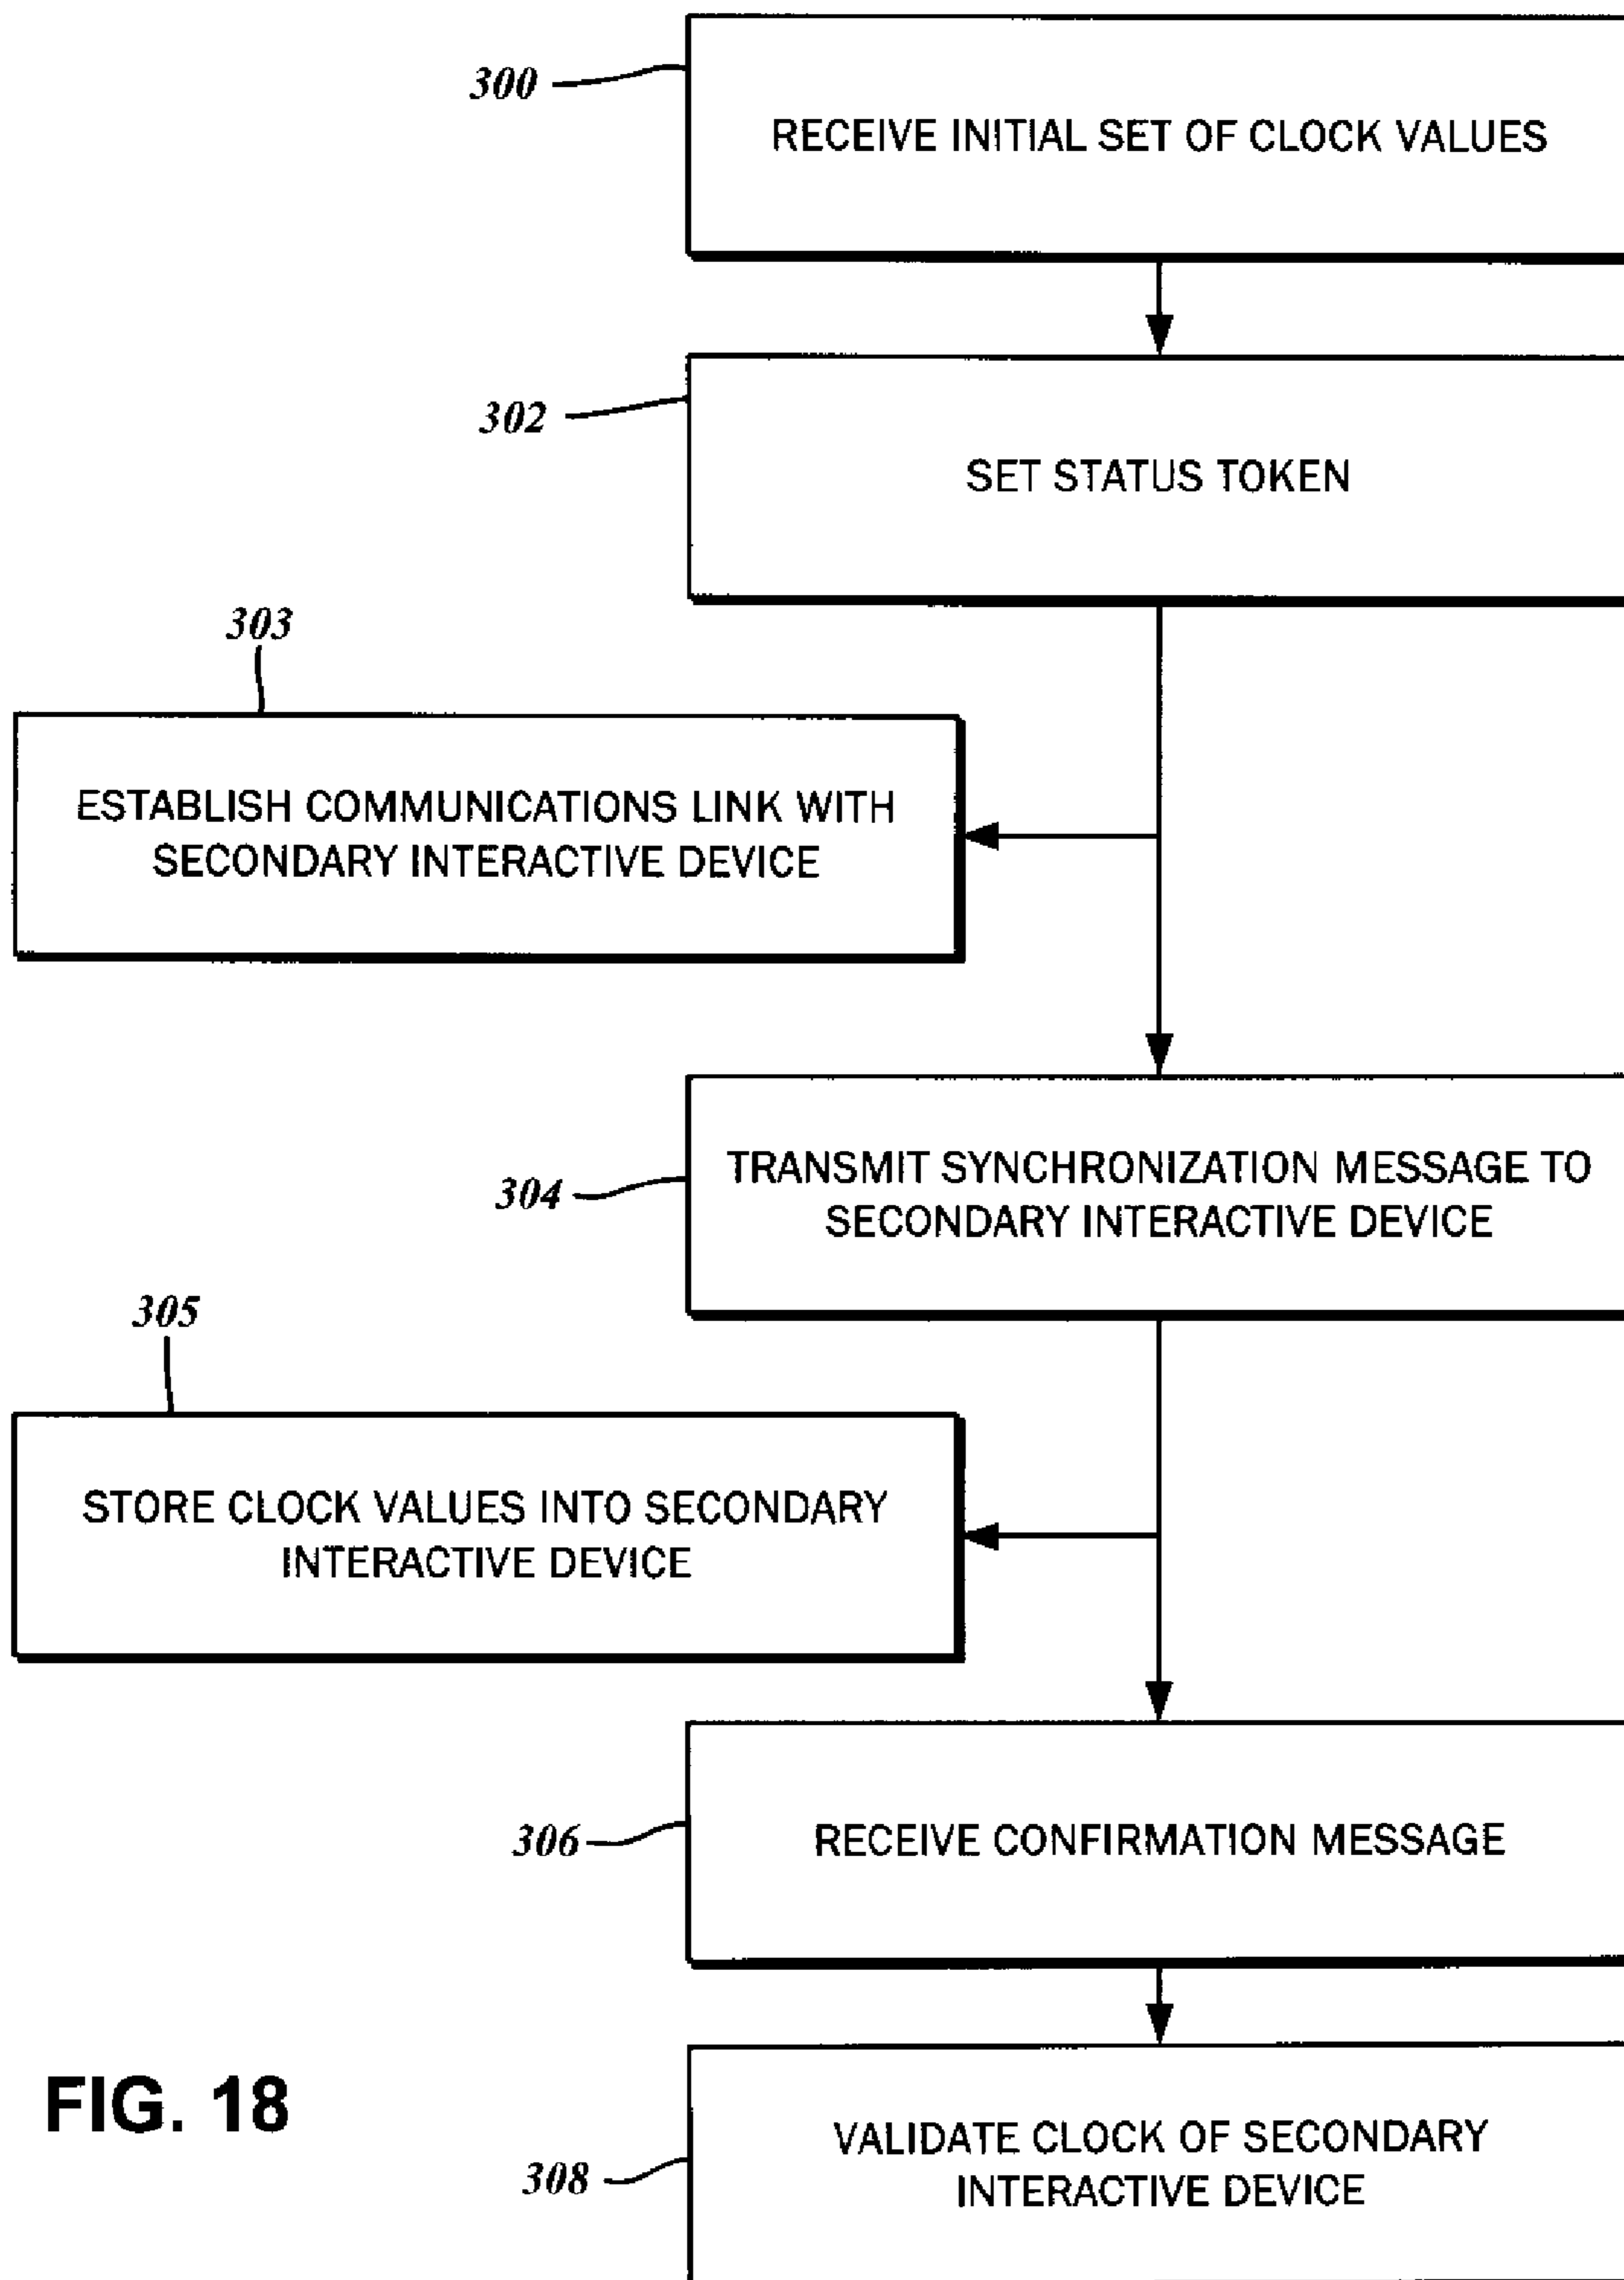 300
RECEIVE INITIAL SET OF CLOCK VALUES
302
SET STATUS TOKEN
303
ESTABLISH COMMUNICATIONS LINK WITH
SECONDARY INTERACTIVE DEVICE
304
TRANSMIT SYNCHRONIZATION MESSAGE TO
SECONDARY INTERACTIVE DEVICE
305
STORE CLOCK VALUES INTO SECONDARY
INTERACTIVE DEVICE
306
RECEIVE CONFIRMATION MESSAGE
308
VALIDATE CLOCK OF SECONDARY
INTERACTIVE DEVICE
FIG. 18